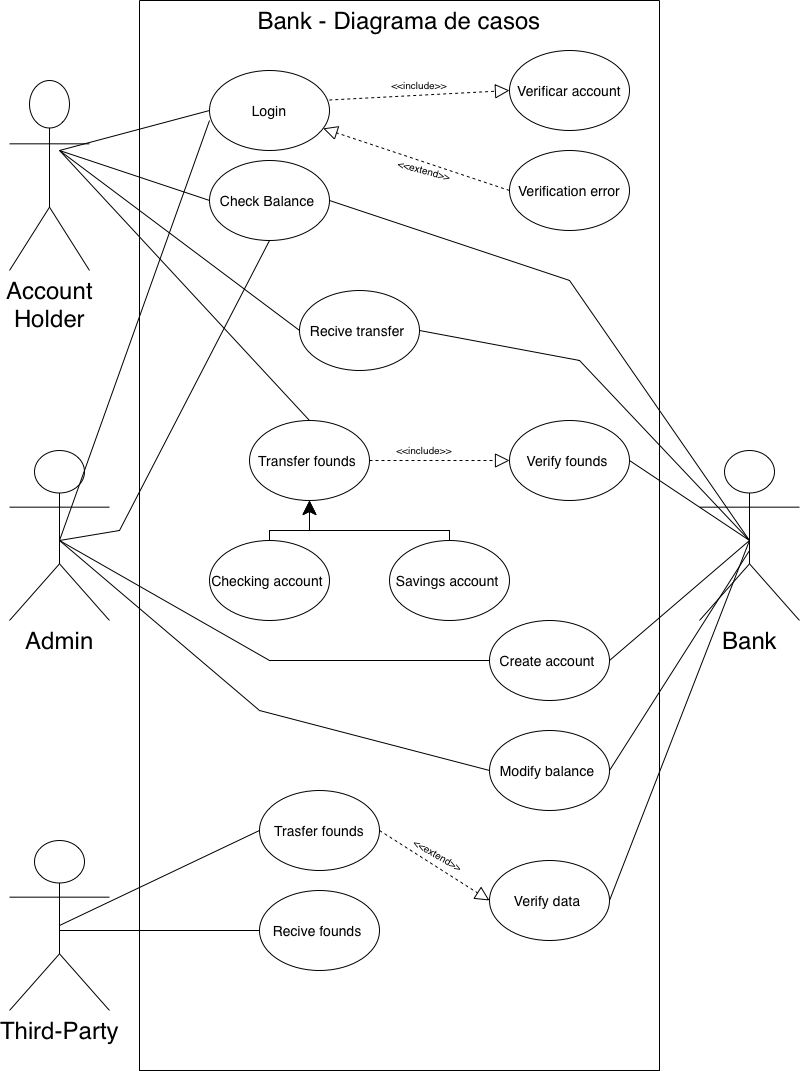 Bank - Diagrama de casos
<<include>>
Verificar account
Login
<<extend>>
Verification error
Check Balance
Account
Holder
Recive transfer
Transfer founds
<<include>>
Verify founds
Checking account
Savings account
Admin
Bank
Create account
Modify balance
Trasfer founds
<<extend>>
Verify data
Recive founds
Third-Party